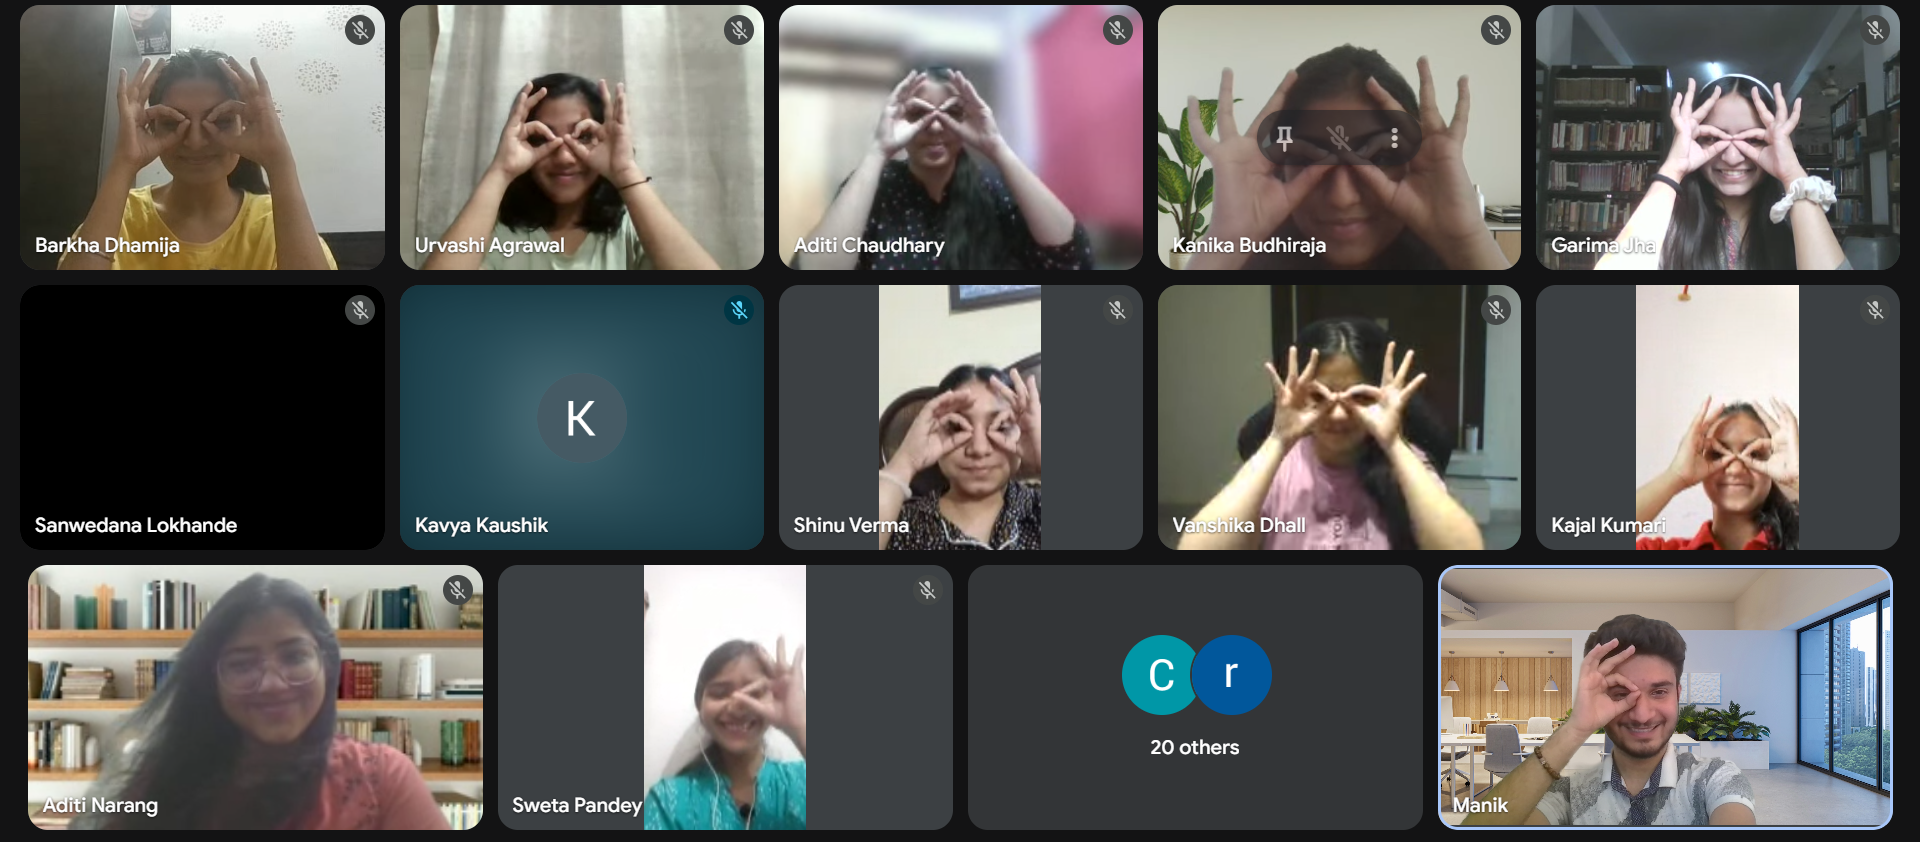 Barkha Dhamija
Urvashi Agrawal
Aditi Chaudhary
Kanika Budhiraja
Garima Jha
Sanwedana Lokhande
K
Kavya Kaushik
Shinu Verma
Vanshika Dhall
Kajal Kumari
Aditi Narang
Sweta Pandey
C r
20 others
Manik